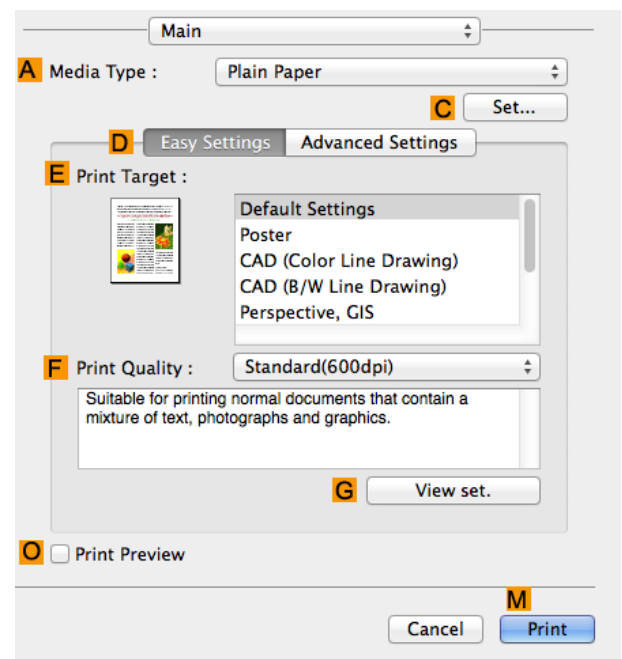 Main
A Media Type : Plain Paper
C Set...
D Easy Settings Advanced Settings
E Print Target :
Default Settings
Poster
CAD (Color Line Drawing)
CAD (B/W Line Drawing)
Perspective, GIS
F Print Quality : Standard(600dpi)
Suitable for printing normal documents that contain a
mixture of text, photographs and graphics.
G View set.
O Print Preview
M
Cancel Print